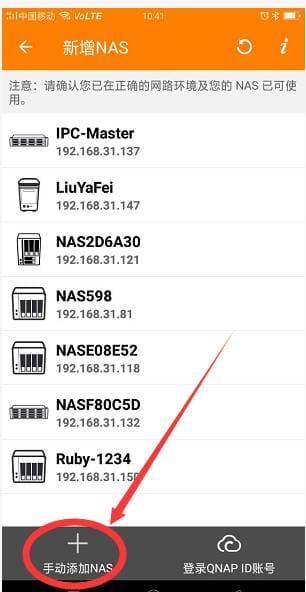 中国移动 VoLTE 10:41
新增NAS
注意：请确认您已在正确的网路环境及您的 NAS 已可使
用。
IPC-Master
192.168.31.137
LiuYaFei
192.168.31.147
NAS2D6A30
192.168.31.121
NAS598
192.168.31.81
NASE08E52
192.168.31.118
NASF80C5D
192.168.31.132
Ruby-1234
192.168.31.150
手动添加NAS
登录QNAP ID账号